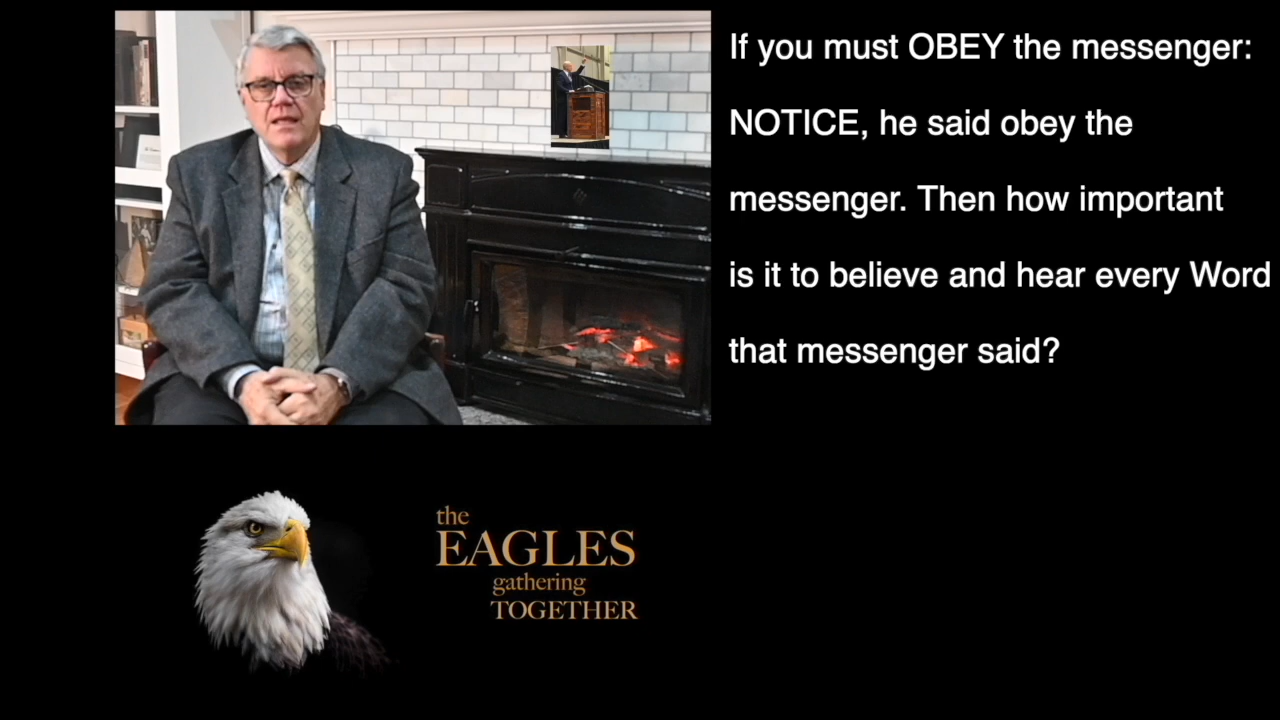 If you must OBEY the messenger:
NOTICE, he said obey the
messenger. Then how important
is it to believe and hear every Word
that messenger said?
the
EAGLES
gathering
TOGETHER